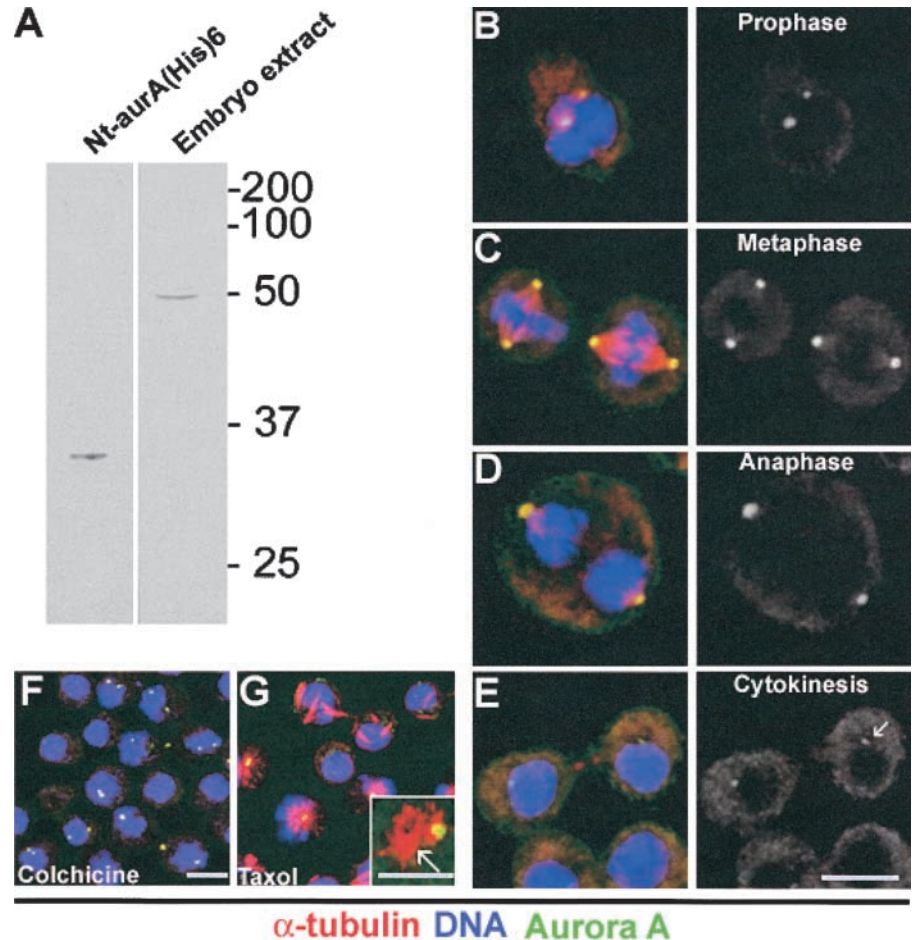 A
Nt-aurA(His)6
Embryo extract
-200
-100
- 50
- 37
- 25
B
Prophase
C
Metaphase
D
Anaphase
E
Cytokinesis
F
Colchicine
G
Taxol
α-tubulin DNA Aurora A